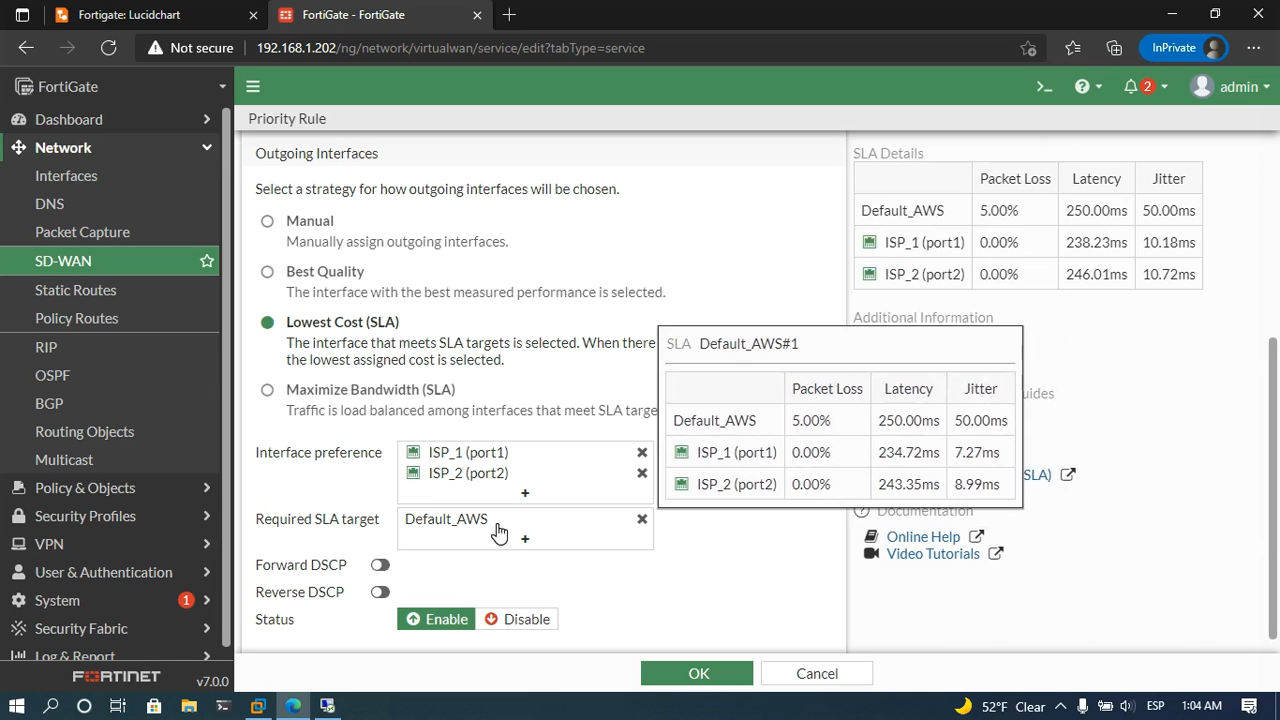 Fortigate: Lucidchart
FortiGate - FortiGate
Not secure
192.168.1.202/ng/network/virtualwan/service/edit?tabType=service
InPrivate
FortiGate
2
admin
Dashboard
Network
Interfaces
DNS
Packet Capture
SD-WAN
Static Routes
Policy Routes
RIP
OSPF
BGP
Routing Objects
Multicast
Policy & Objects
Security Profiles
VPN
User & Authentication
System
1
Security Fabric
Log & Report
FORTINET
v7.0.0
Priority Rule
Outgoing Interfaces
Select a strategy for how outgoing interfaces will be chosen.
Manual
Manually assign outgoing interfaces.
Best Quality
The interface with the best measured performance is selected.
Lowest Cost (SLA)
The interface that meets SLA targets is selected. When there
the lowest assigned cost is selected.
Maximize Bandwidth (SLA)
Traffic is load balanced among interfaces that meet SLA targe
Interface preference
ISP_1 (port1)
ISP_2 (port2)
Required SLA target
Default_AWS
Forward DSCP
Reverse DSCP
Status
Enable
Disable
SLA Default_AWS#1
Packet Loss Latency Jitter
Default_AWS 5.00% 250.00ms 50.00ms
ISP_1 (port1) 0.00% 234.72ms 7.27ms
ISP_2 (port2) 0.00% 243.35ms 8.99ms
SLA Details
Packet Loss Latency Jitter
Default_AWS 5.00% 250.00ms 50.00ms
ISP_1 (port1) 0.00% 238.23ms 10.18ms
ISP_2 (port2) 0.00% 246.01ms 10.72ms
Additional Information
uides
SLA)
Documentation
Online Help
Video Tutorials
OK
Cancel
52°F Clear
ESP
1:04 AM